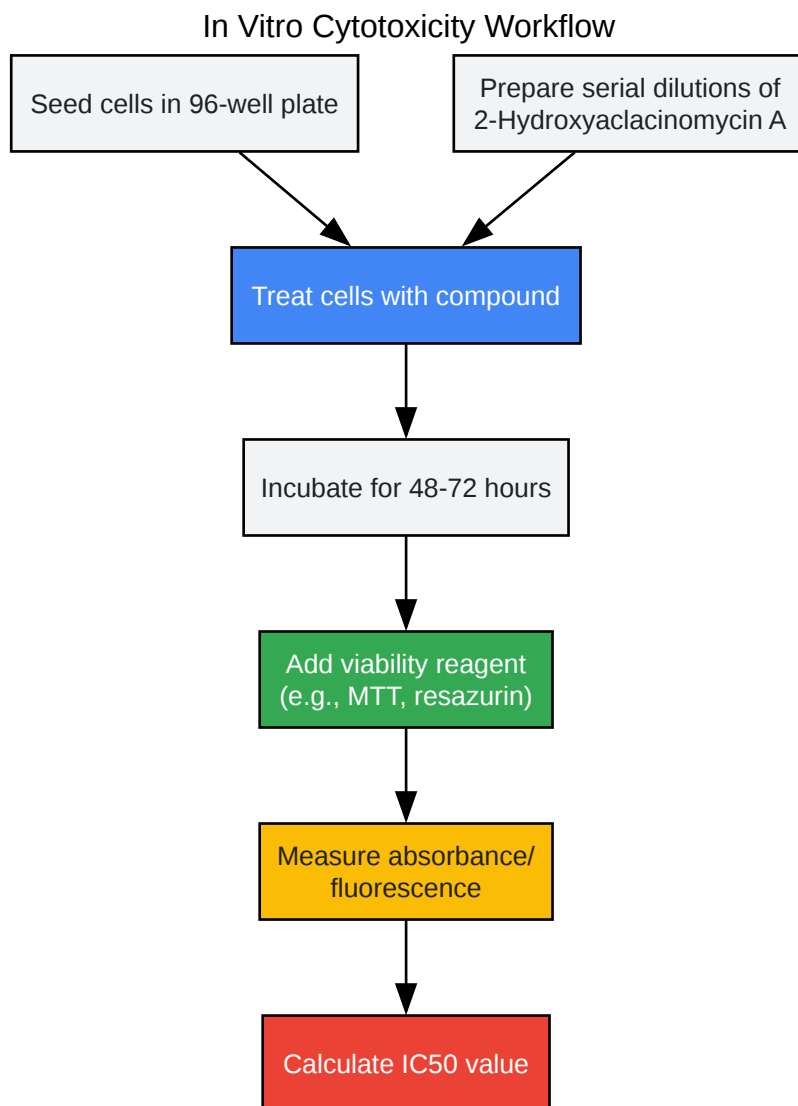 In Vitro Cytotoxicity Workflow
Seed cells in 96-well plate
Prepare serial dilutions of
2-Hydroxyaclacinomycin A
Treat cells with compound
Incubate for 48-72 hours
Add viability reagent
(e.g., MTT, resazurin)
Measure absorbance/
fluorescence
Calculate IC50 value